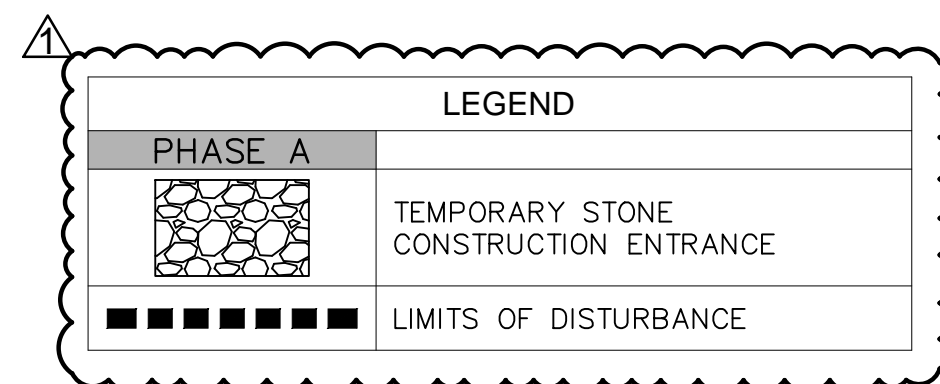 1
LEGEND
PHASE A
TEMPORARY STONE
CONSTRUCTION ENTRANCE
LIMITS OF DISTURBANCE